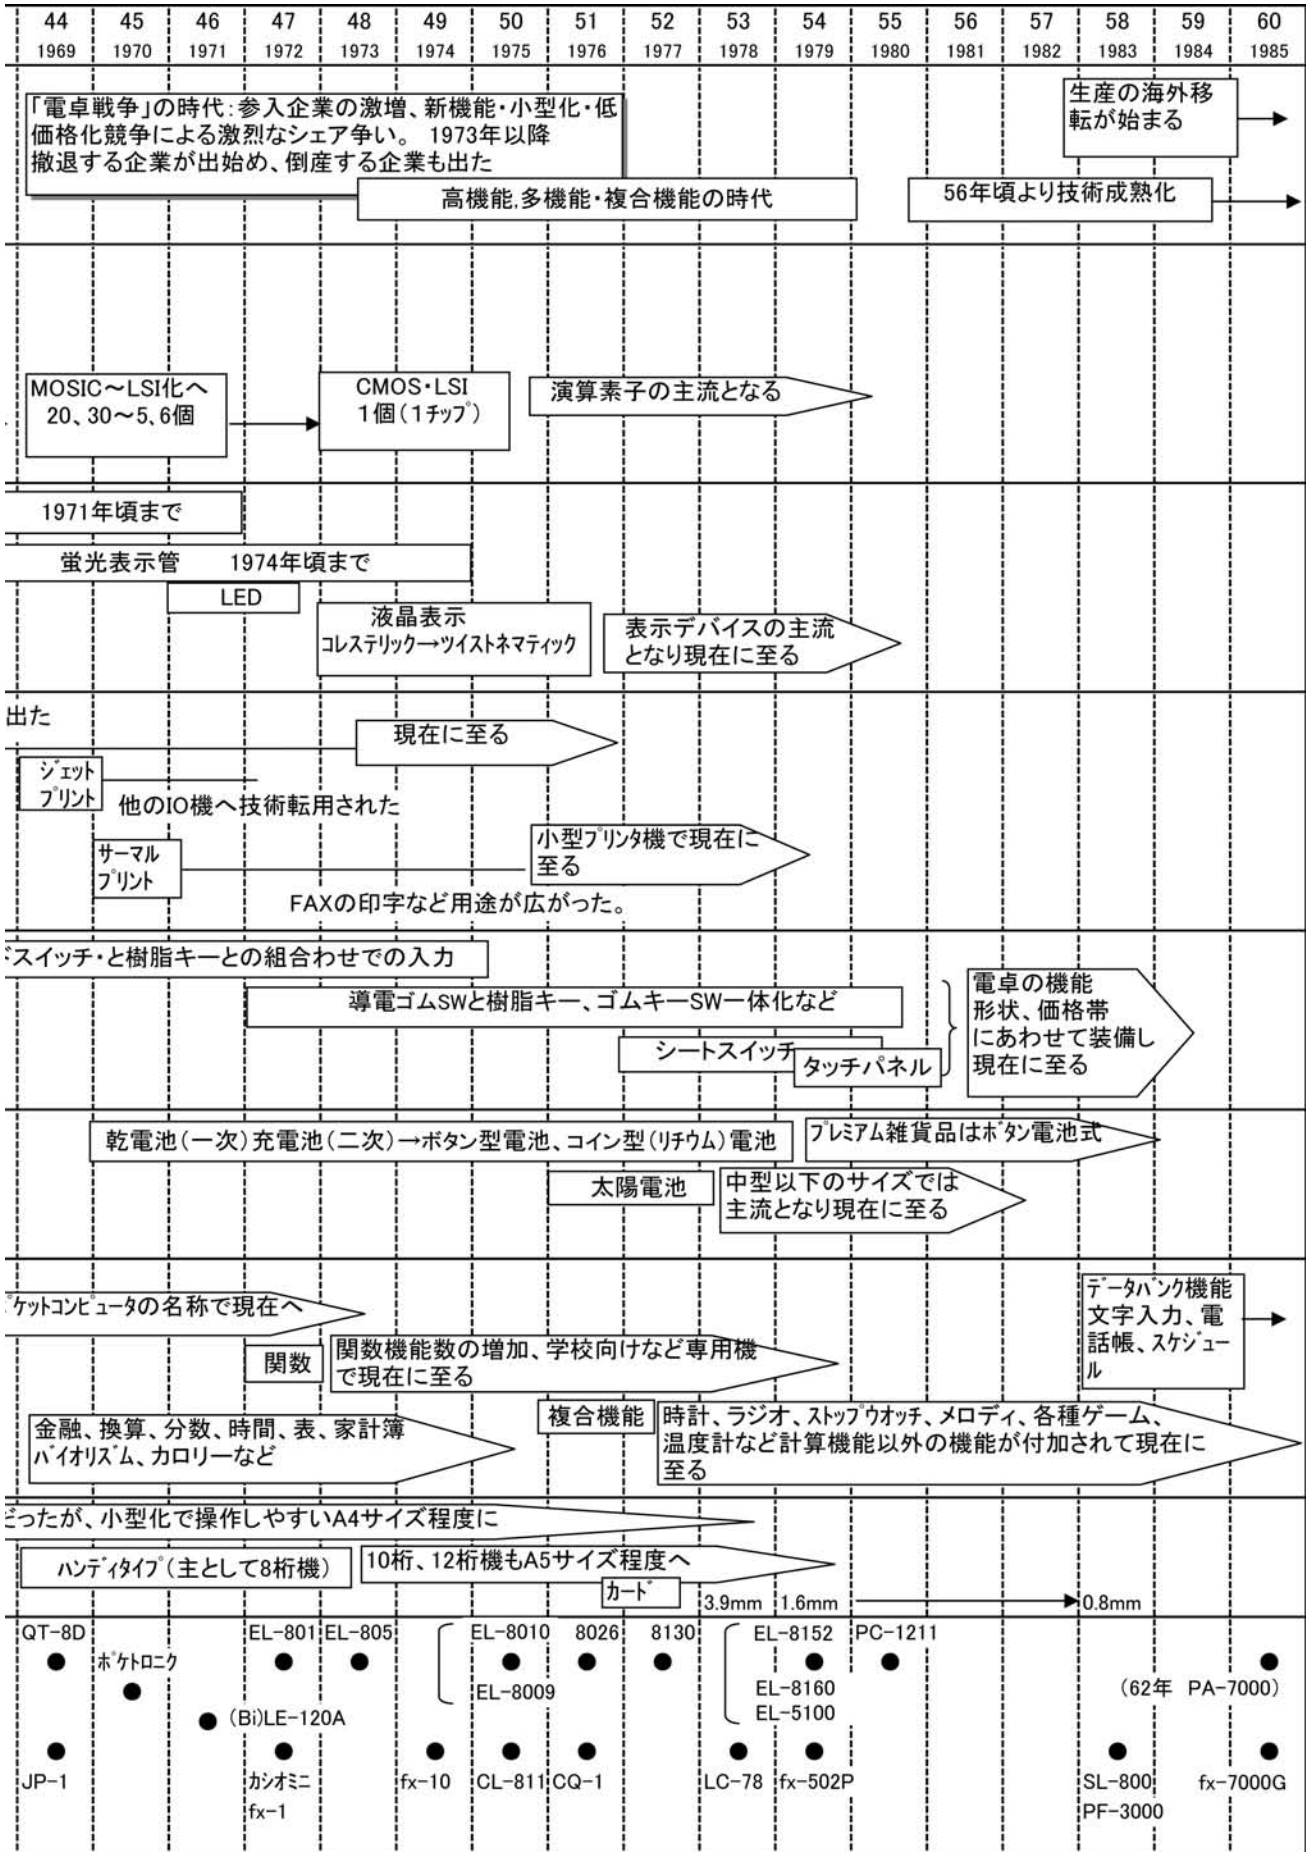 44 45 46 47 48 49 50 51 52 53 54 55 56 57 58 59 60
1969 1970 1971 1972 1973 1974 1975 1976 1977 1978 1979 1980 1981 1982 1983 1984 1985
「電卓戦争」の時代:参入企業の激増、新機能・小型化・低
価格化競争による激烈なシェア争い。 1973年以降
撤退する企業が出始め、倒産する企業も出た
生産の海外移
転が始まる
高機能,多機能・複合機能の時代
56年頃より技術成熟化
MOSIC～LSI化へ
20、30～5、6個
CMOS・LSI
1個(1チップ)
演算素子の主流となる
1971年頃まで
蛍光表示管 1974年頃まで
LED
液晶表示
コレステリック→ツイストネマティック
表示デバイスの主流
となり現在に至る
出た
現在に至る
ジェット
プリント
他のIO機へ技術転用された
サーマル
プリント
小型プリンタ機で現在に
至る
FAXの印字など用途が広がった。
ドスイッチ・と樹脂キーとの組合わせでの入力
導電ゴムSWと樹脂キー、ゴムキーSW一体化など
シートスイッチ
タッチパネル
電卓の機能
形状、価格帯
にあわせて装備し
現在に至る
乾電池(一次)充電池(二次)→ボタン型電池、コイン型(リチウム)電池
プレミアム雑貨品はボタン電池式
太陽電池
中型以下のサイズでは
主流となり現在に至る
ケットコンピュータの名称で現在へ
関数
関数機能数の増加、学校向けなど専用機
で現在に至る
データバンク機能
文字入力、電
話帳、スケジュー
ル
金融、換算、分数、時間、表、家計簿
バイオリズム、カロリーなど
複合機能
時計、ラジオ、ストップウオッチ、メロディ、各種ゲーム、
温度計など計算機能以外の機能が付加されて現在に
至る
だったが、小型化で操作しやすいA4サイズ程度に
ハンディタイプ(主として8桁機)
10桁、12桁機もA5サイズ程度へ
カード
3.9mm 1.6mm 0.8mm
QT-8D EL-801 EL-805 EL-8010 8026 8130 EL-8152 PC-1211
ポケトロニク
EL-8009 EL-8160 (62年 PA-7000)
(Bi)LE-120A EL-5100
JP-1 カシオミニ fx-10 CL-811 CQ-1 LC-78 fx-502P SL-800 fx-7000G
fx-1 PF-3000